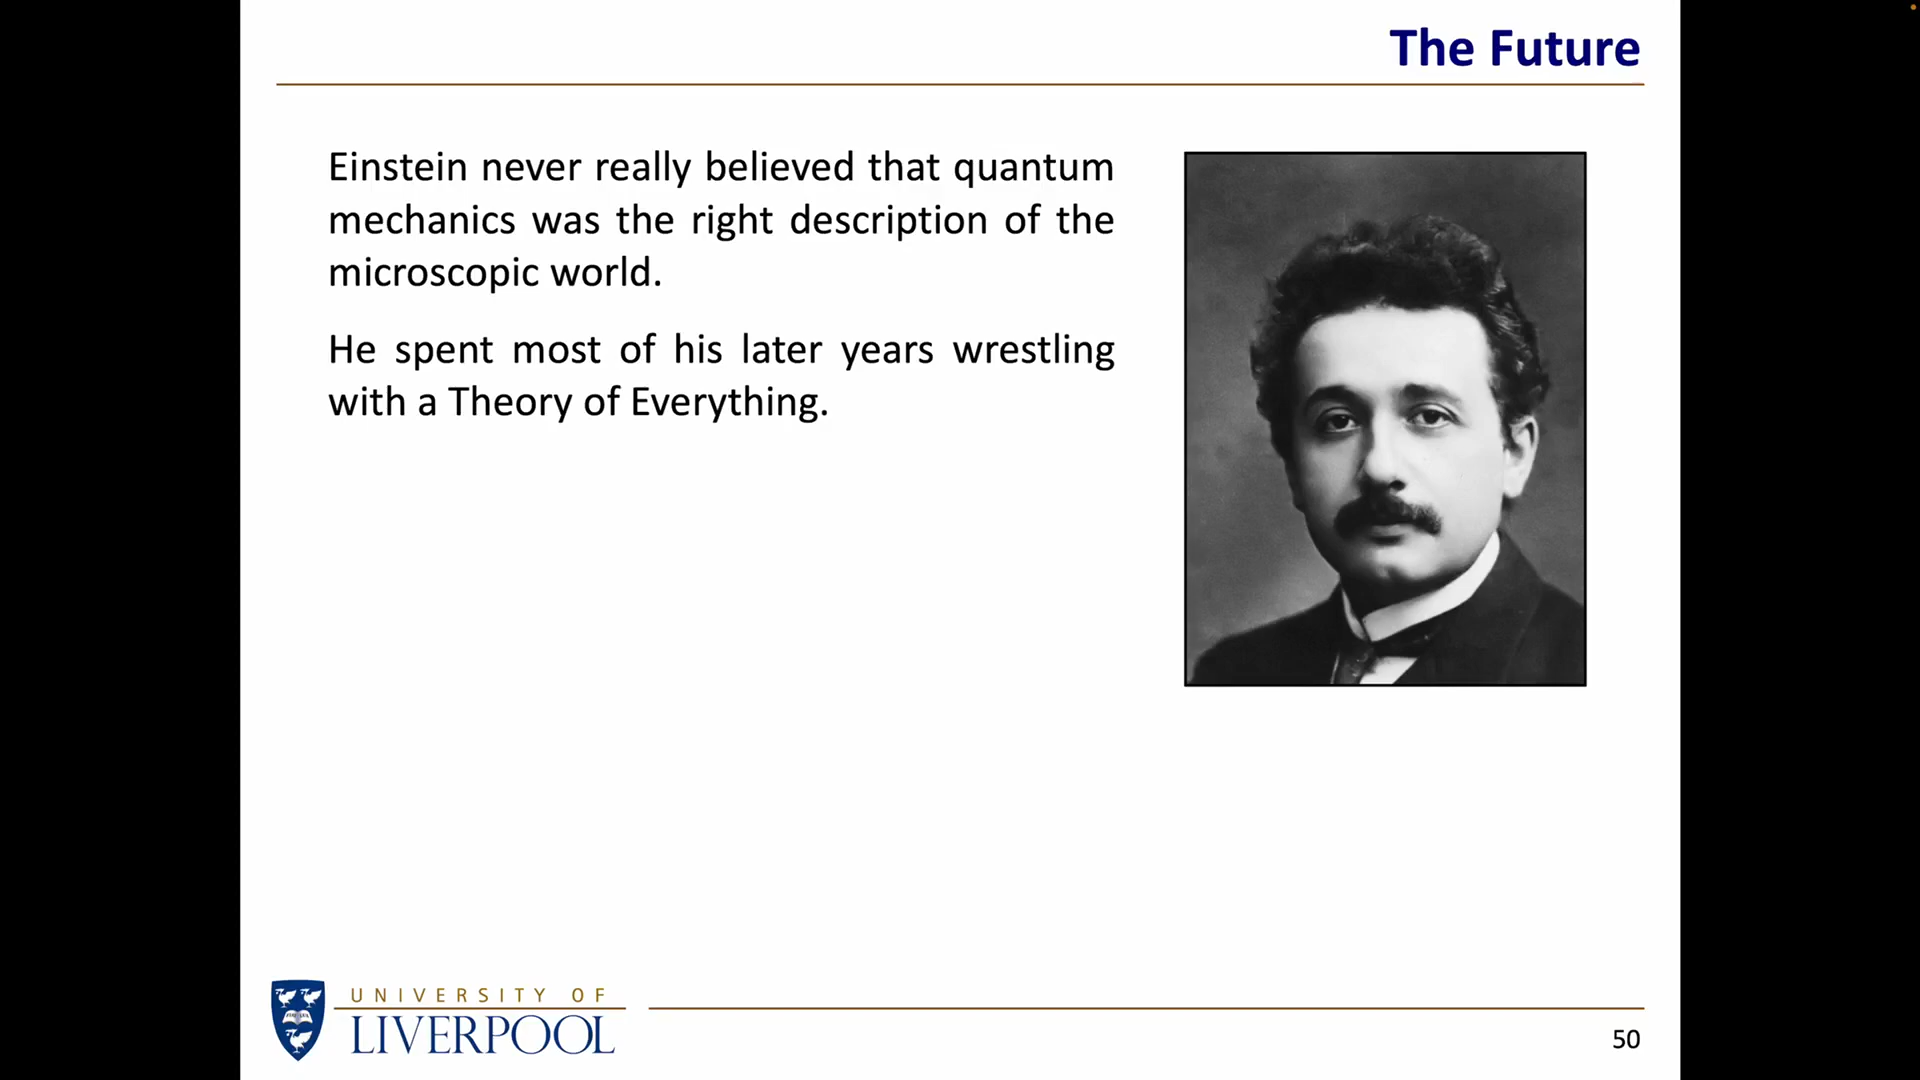 The Future
Einstein never really believed that quantum
mechanics was the right description of the
microscopic world.
He spent most of his later years wrestling
with a Theory of Everything.
UNIVERSITY OF
LIVERPOOL
50